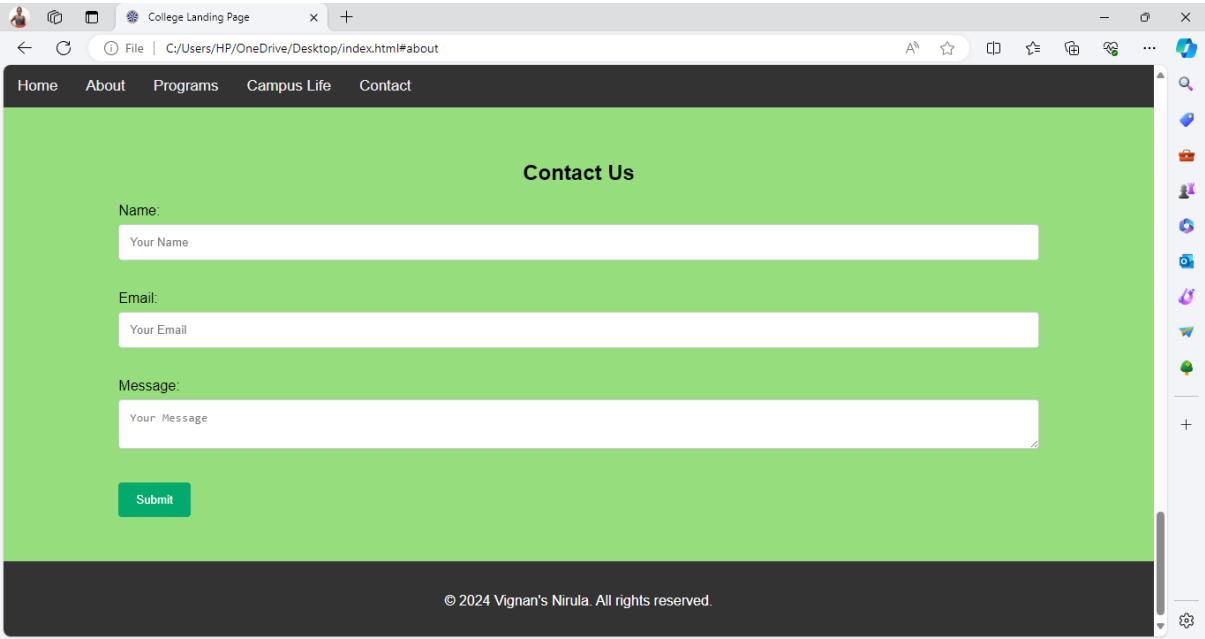 College Landing Page
File | C:/Users/HP/OneDrive/Desktop/index.html#about
Home About Programs Campus Life Contact
Contact Us
Name:
Your Name
Email:
Your Email
Message:
Your Message
Submit
© 2024 Vignan's Nirula. All rights reserved.